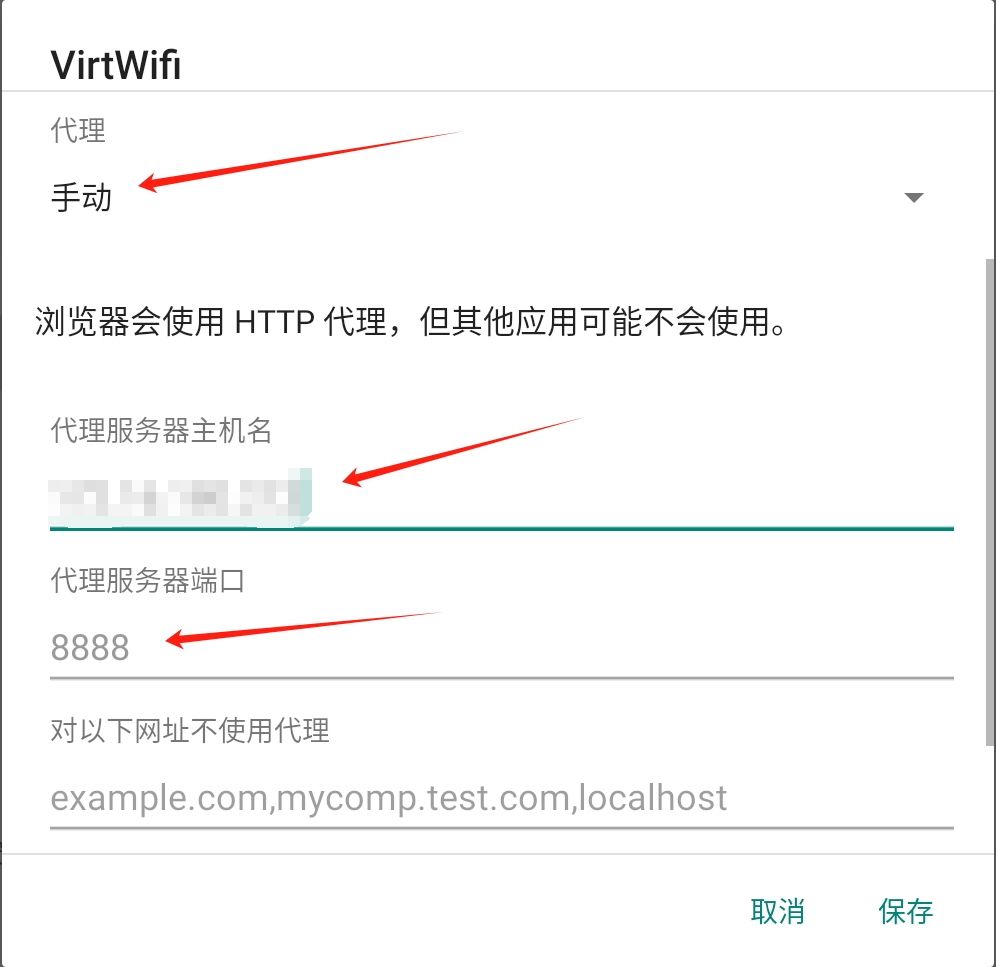 VirtWifi
代理
手动
浏览器会使用 HTTP 代理，但其他应用可能不会使用。
代理服务器主机名
代理服务器端口
8888
对以下网址不使用代理
example.com,mycomp.test.com,localhost
取消 保存